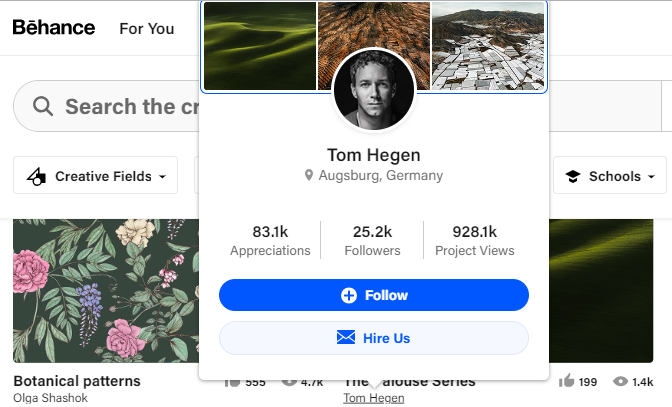 Bēhance For You
Search the cr
Creative Fields
Schools
Tom Hegen
Augsburg, Germany
83.1k 25.2k 928.1k
Appreciations Followers Project Views
Follow
Hire Us
Botanical patterns 555 4.7k The Palouse Series 199 1.4k
Olga Shashok Tom Hegen